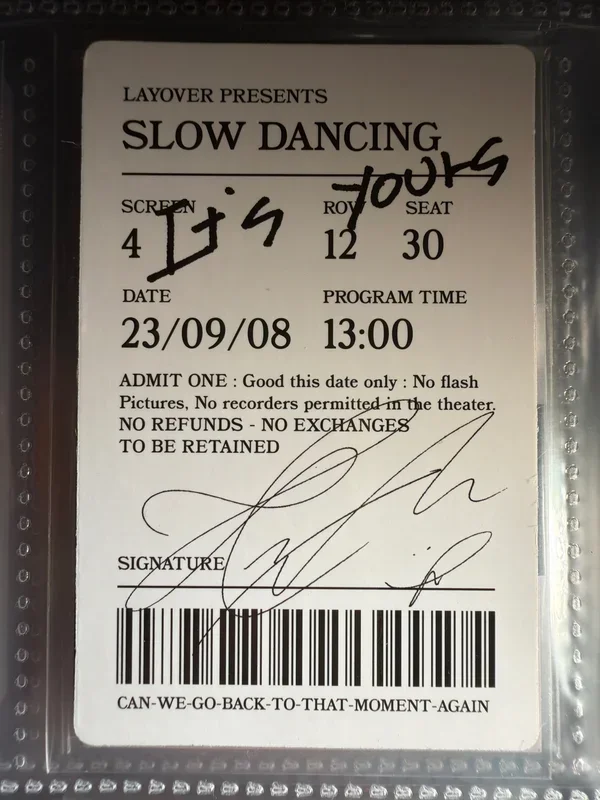 LAYOVER PRESENTS
SLOW DANCING
It's yours
SCREEN ROW SEAT
4 12 30
DATE PROGRAM TIME
23/09/08 13:00
ADMIT ONE : Good this date only : No flash
Pictures, No recorders permitted in the theater.
NO REFUNDS - NO EXCHANGES
TO BE RETAINED
SIGNATURE
CAN-WE-GO-BACK-TO-THAT-MOMENT-AGAIN